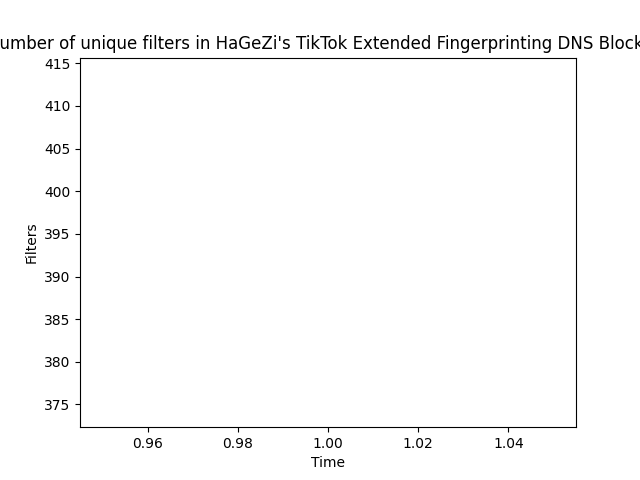 umber of unique filters in HaGeZi's TikTok Extended Fingerprinting DNS Block
415
410
405
400
395
390
385
380
375
Filters
0.96 0.98 1.00 1.02 1.04
Time